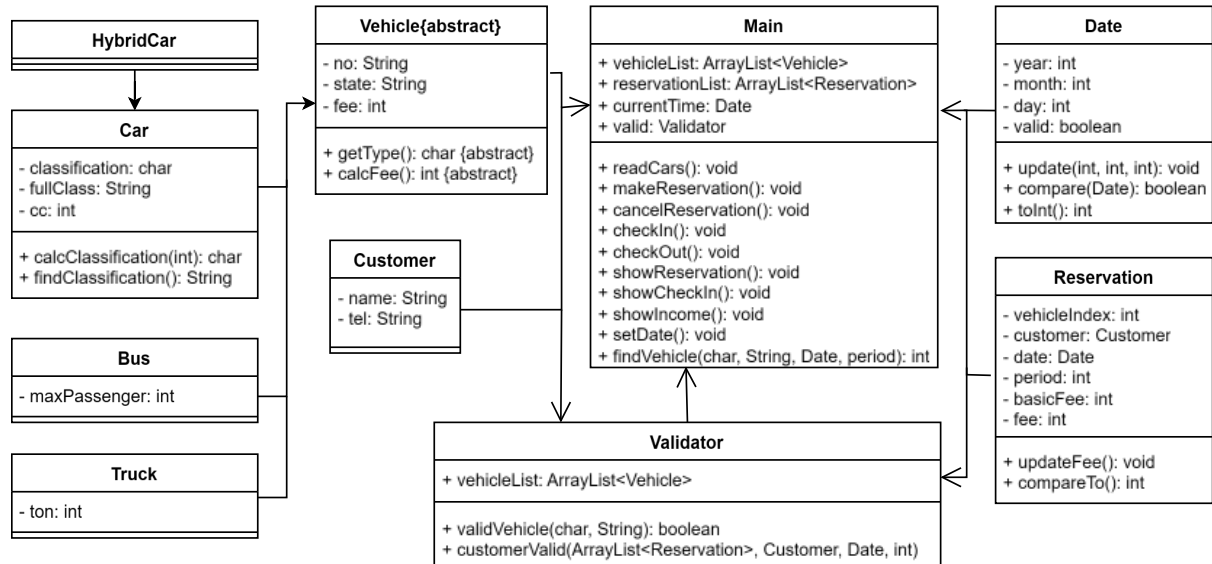 HybridCar
Car
- classification: char
- fullClass: String
- cc: int
+ calcClassification(int): char
+ findClassification(): String
Bus
- maxPassenger: int
Truck
- ton: int
Vehicle{abstract}
- no: String
- state: String
- fee: int
+ getType(): char {abstract}
+ calcFee(): int {abstract}
Customer
- name: String
- tel: String
Main
+ vehicleList: ArrayList<Vehicle>
+ reservationList: ArrayList<Reservation>
+ currentTime: Date
+ valid: Validator
+ readCars(): void
+ makeReservation(): void
+ cancelReservation(): void
+ checkIn(): void
+ checkOut(): void
+ showReservation(): void
+ showCheckIn(): void
+ showIncome(): void
+ setDate(): void
+ findVehicle(char, String, Date, period): int
Validator
+ vehicleList: ArrayList<Vehicle>
+ validVehicle(char, String): boolean
+ customerValid(ArrayList<Reservation>, Customer, Date, int)
Date
- year: int
- month: int
- day: int
- valid: boolean
+ update(int, int, int): void
+ compare(Date): boolean
+ toInt(): int
Reservation
- vehicleIndex: int
- customer: Customer
- date: Date
- period: int
- basicFee: int
- fee: int
+ updateFee(): void
+ compareTo(): int